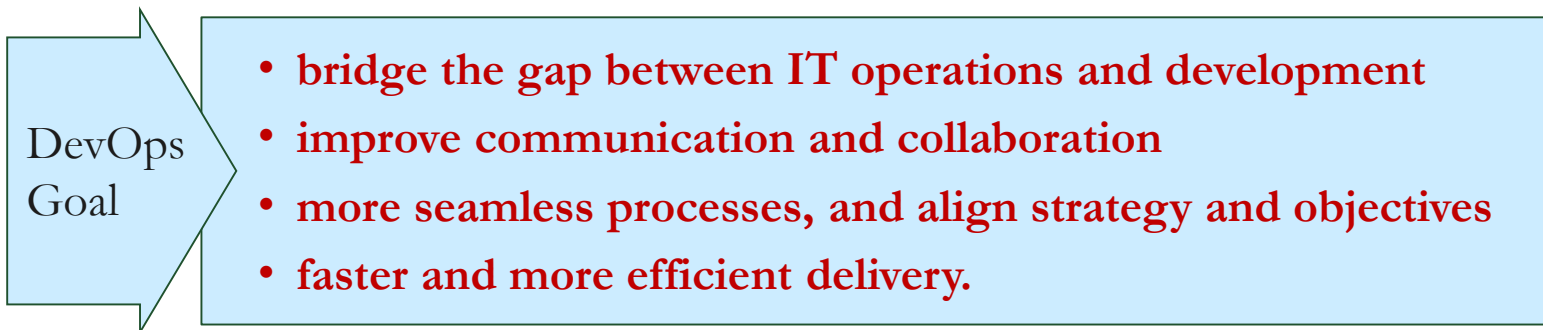 DevOps
Goal
• bridge the gap between IT operations and development
• improve communication and collaboration
• more seamless processes, and align strategy and objectives
• faster and more efficient delivery.